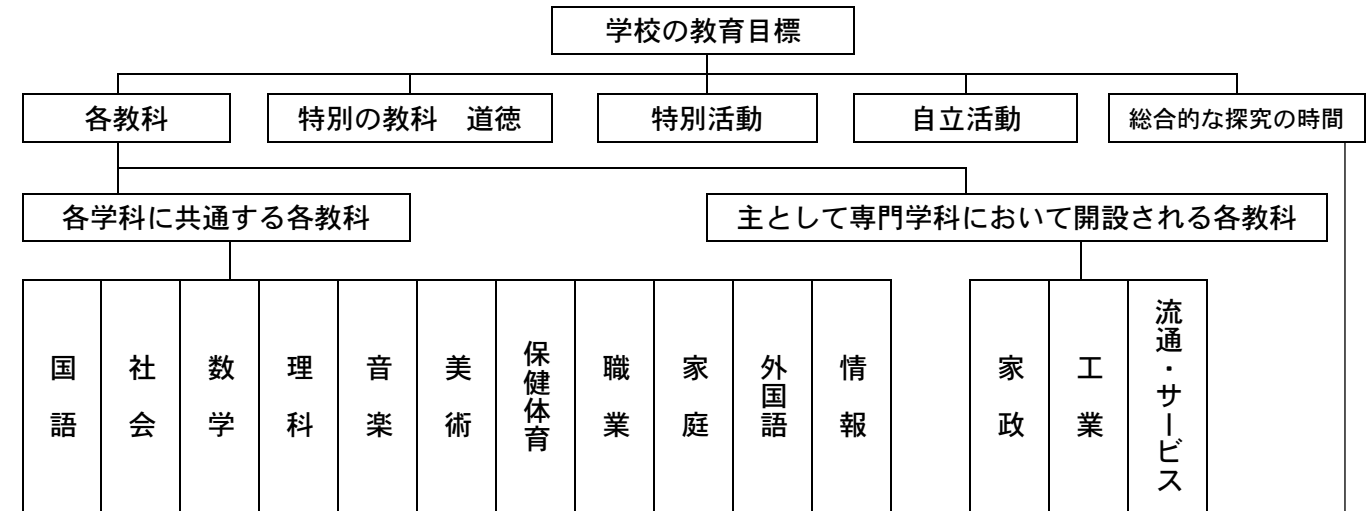 学校の教育目標
各教科
特別の教科　道徳
特別活動
自立活動
総合的な探究の時間
各学科に共通する各教科
主として専門学科において開設される各教科
国語
社会
数学
理科
音楽
美術
保健体育
職業
家庭
外国語
情報
家政
工業
流通・サービス